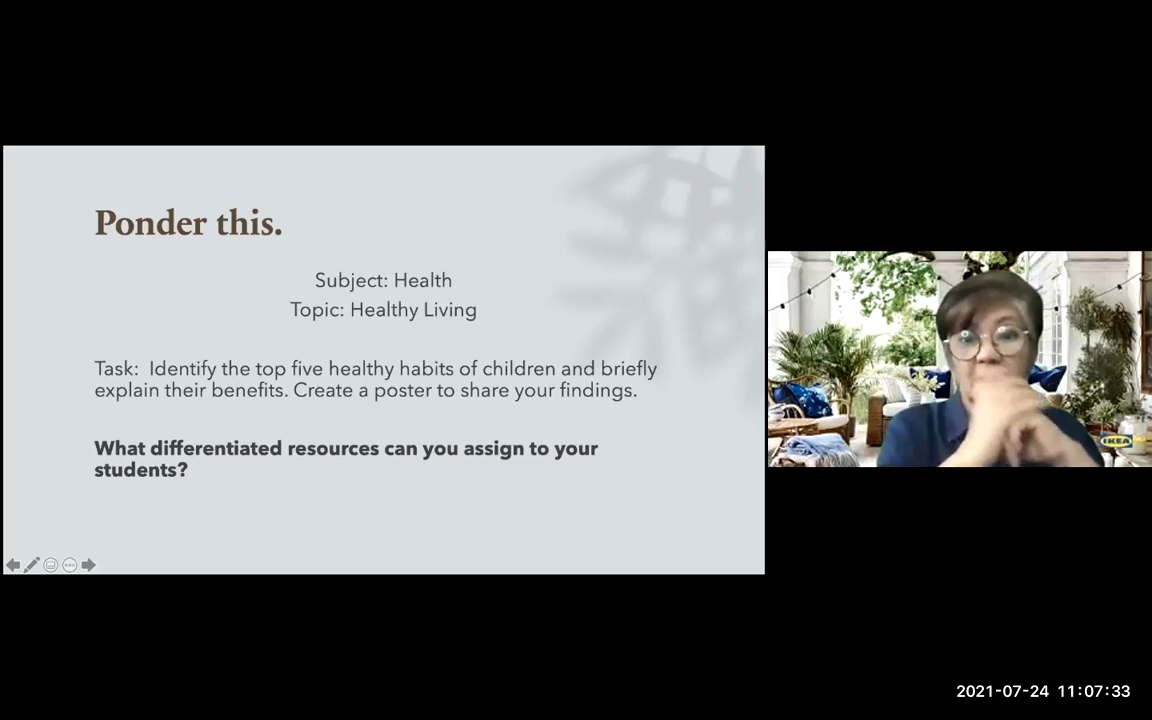 Ponder this.
Subject: Health
Topic: Healthy Living
Task:  Identify the top five healthy habits of children and briefly
explain their benefits. Create a poster to share your findings.
What differentiated resources can you assign to your
students?
IKEA
2021-07-24 11:07:33